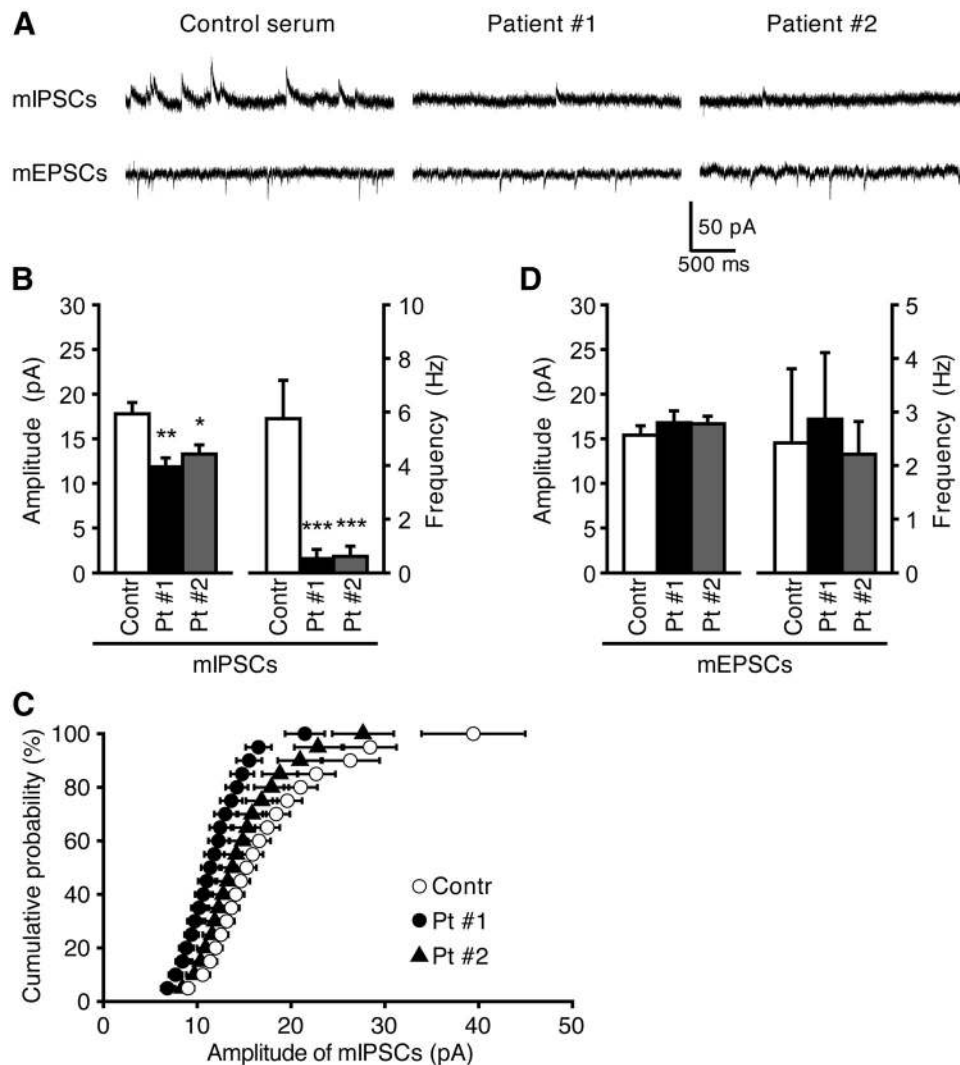 A
Control serum Patient #1 Patient #2
mIPSCs
mEPSCs
50 pA
500 ms
B
30
25
20
15
10
5
0
Amplitude (pA)
** *
*** ***
10
8
6
4
2
0
Frequency (Hz)
Contr Pt #1 Pt #2 Contr Pt #1 Pt #2
mIPSCs
D
30
25
20
15
10
5
0
Amplitude (pA)
5
4
3
2
1
0
Frequency (Hz)
Contr Pt #1 Pt #2 Contr Pt #1 Pt #2
mEPSCs
C
100
80
60
40
20
0
Cumulative probability (%)
Contr
Pt #1
Pt #2
0 10 20 30 40 50
Amplitude of mIPSCs (pA)